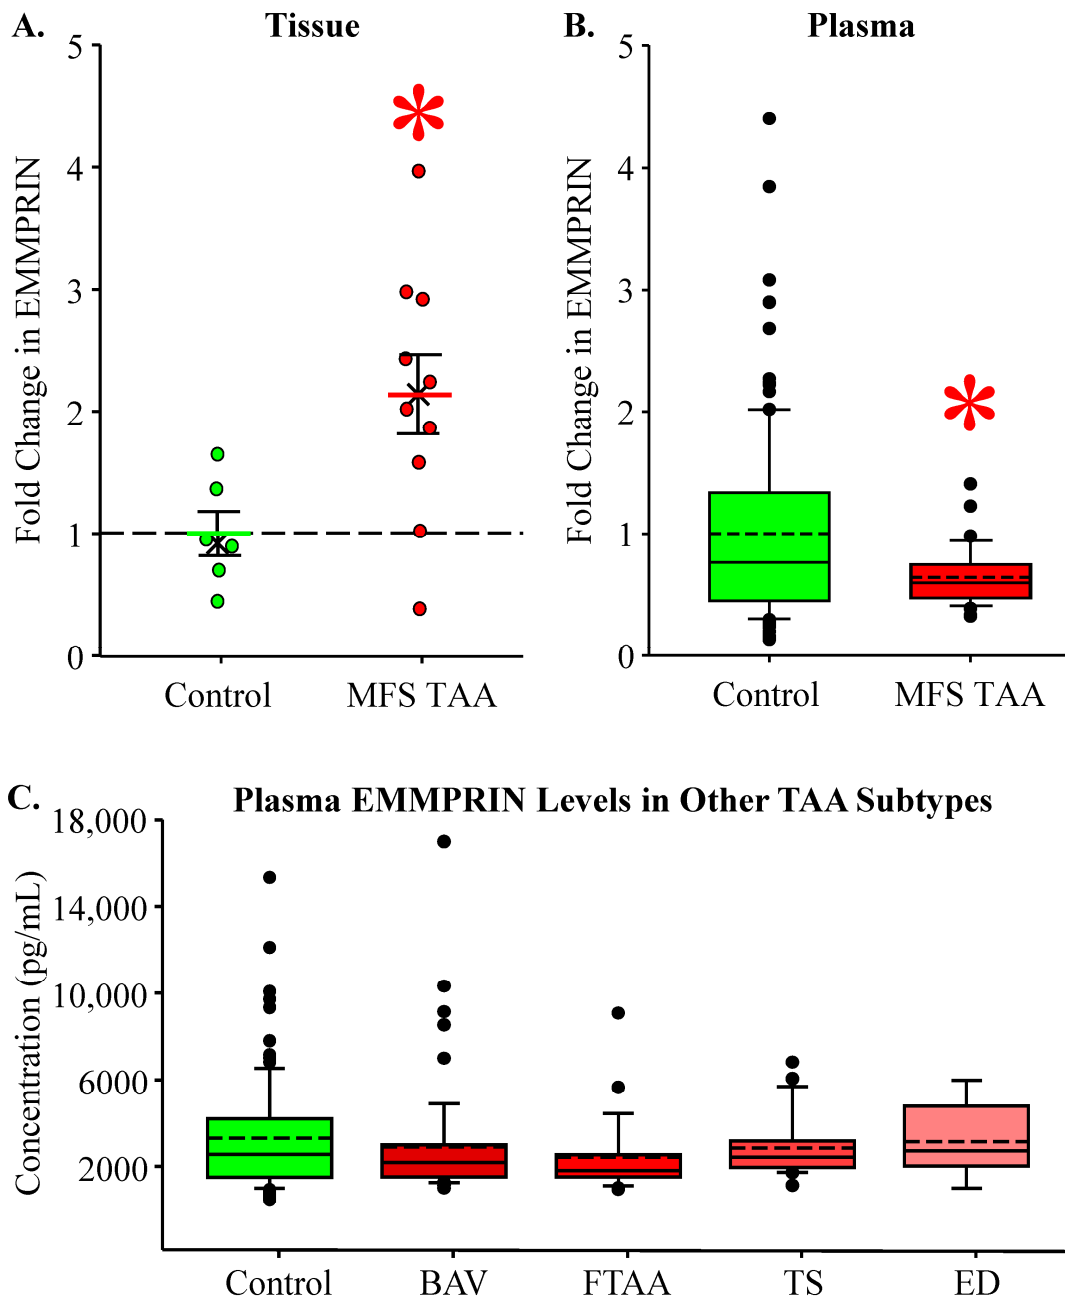 A.
Tissue
5
4
3
2
1
0
Fold Change in EMMPRIN
*
Control
MFS TAA
B.
Plasma
5
4
3
2
1
0
Fold Change in EMMPRIN
*
Control
MFS TAA
C.
Plasma EMMPRIN Levels in Other TAA Subtypes
18,000
14,000
10,000
6000
2000
Concentration (pg/mL)
Control
BAV
FTAA
TS
ED